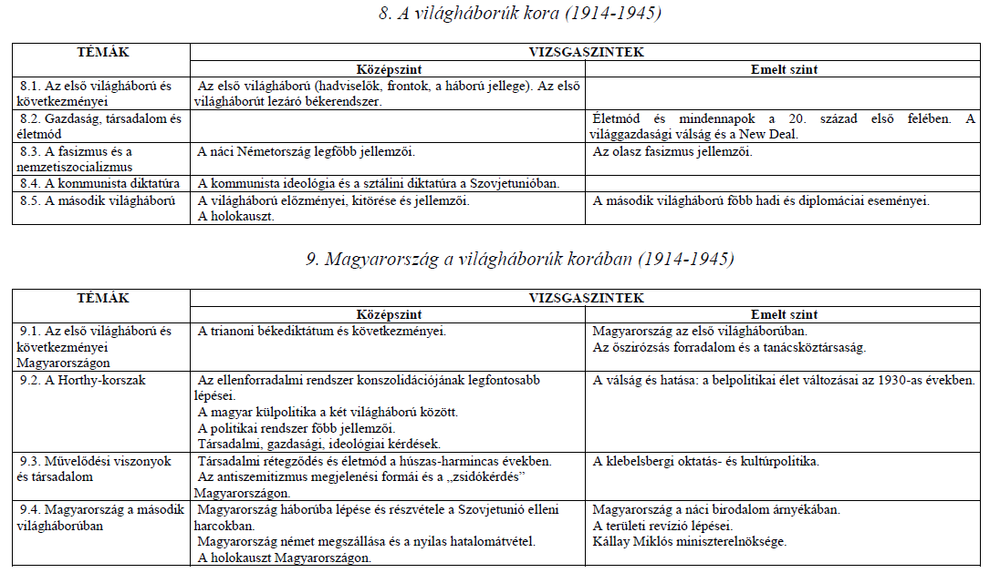 8. A világháborúk kora (1914-1945)
TÉMÁK
VIZSGASZINTEK
Középszint
Emelt szint
8.1. Az első világháború és
következményei
Az első világháború (hadviselők, frontok, a háború jellege). Az első
világháborút lezáró békerendszer.
8.2. Gazdaság, társadalom és
életmód
Életmód és mindennapok a 20. század első felében. A
világgazdasági válság és a New Deal.
8.3. A fasizmus és a
nemzetiszocializmus
A náci Németország legfőbb jellemzői.
Az olasz fasizmus jellemzői.
8.4. A kommunista diktatúra
A kommunista ideológia és a sztálini diktatúra a Szovjetunióban.
8.5. A második világháború
A világháború előzményei, kitörése és jellemzői.
A holokauszt.
A második világháború főbb hadi és diplomáciai eseményei.
9. Magyarország a világháborúk korában (1914-1945)
TÉMÁK
VIZSGASZINTEK
Középszint
Emelt szint
9.1. Az első világháború és
következményei
Magyarországon
A trianoni békediktátum és következményei.
Magyarország az első világháborúban.
Az őszirózsás forradalom és a tanácsköztársaság.
9.2. A Horthy-korszak
Az ellenforradalmi rendszer konszolidációjának legfontosabb
lépései.
A magyar külpolitika a két világháború között.
A politikai rendszer főbb jellemzői.
Társadalmi, gazdasági, ideológiai kérdések.
A válság és hatása: a belpolitikai élet változásai az 1930-as években.
9.3. Művelődési viszonyok
és társadalom
Társadalmi rétegződés és életmód a húszas-harmincas években.
Az antiszemitizmus megjelenési formái és a „zsidókérdés”
Magyarországon.
A klebelsbergi oktatás- és kultúrpolitika.
9.4. Magyarország a második
világháborúban
Magyarország háborúba lépése és részvétele a Szovjetunió elleni
harcokban.
Magyarország német megszállása és a nyilas hatalomátvétel.
A holokauszt Magyarországon.
Magyarország a náci birodalom árnyékában.
A területi revízió lépései.
Kállay Miklós miniszterelnöksége.